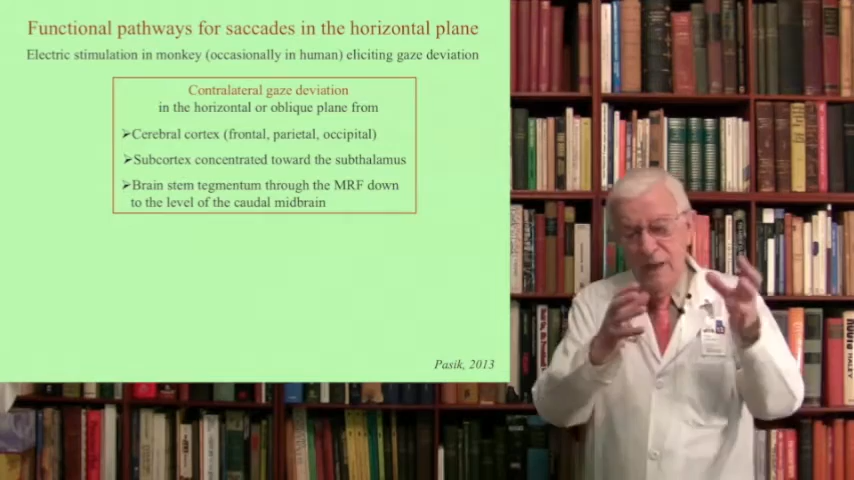 Functional pathways for saccades in the horizontal plane
Electric stimulation in monkey (occasionally in human) eliciting gaze deviation
Contralateral gaze deviation
in the horizontal or oblique plane from
➢Cerebral cortex (frontal, parietal, occipital)
➢Subcortex concentrated toward the subthalamus
➢Brain stem tegmentum through the MRF down
to the level of the caudal midbrain
Pasik, 2013